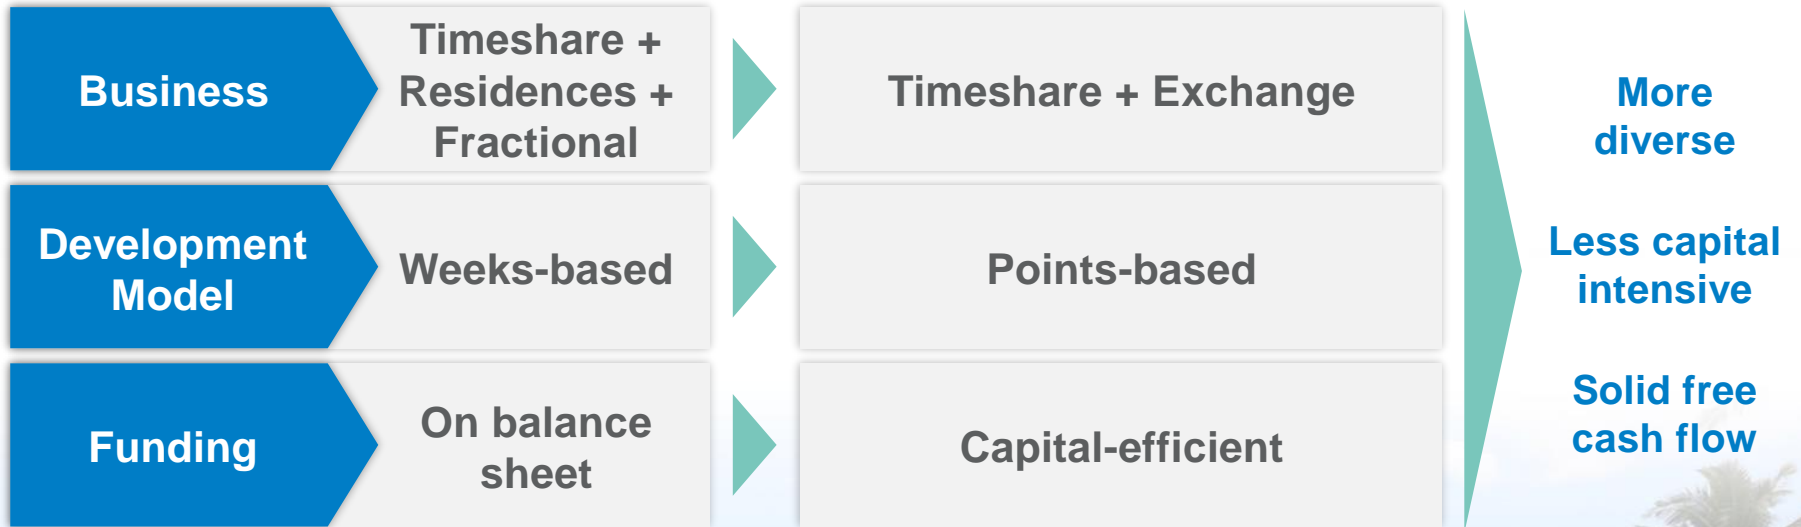 Business
Timeshare +
Residences +
Fractional
Timeshare + Exchange
More
diverse
Development
Model
Weeks-based
Points-based
Less capital
intensive
Funding
On balance
sheet
Capital-efficient
Solid free
cash flow